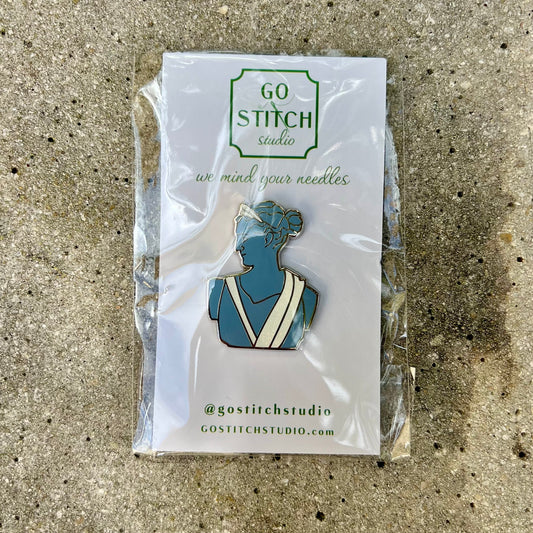 GO
STITCH
studio
we mind your needles
@gostitchstudio
GOSTITCHSTUDIO.com